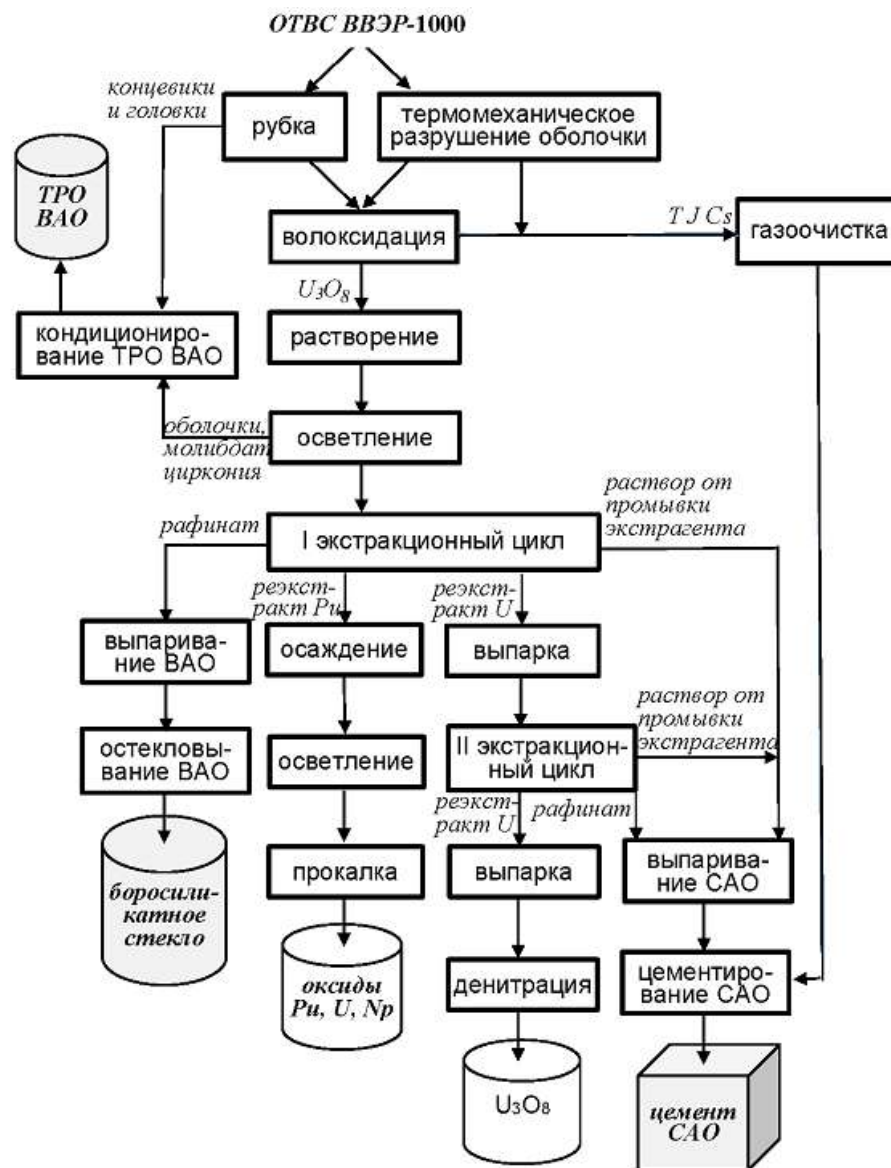 ОТВС ВВЭР-1000
концевики
и головки
рубка
термомеханическое
разрушение оболочки
ТРО
ВАО
волоксидация
T J Cs
газоочистка
U₃O₈
кондициониро-
вание ТРО ВАО
растворение
оболочки,
молибдат
циркония
осветление
рафинат
I экстракционный цикл
раствор от
промывки
экстрагента
реэкст-
ракт Pu
реэкст-
ракт U
выпарива-
ние ВАО
осаждение
выпарка
раствор от
промывки
экстрагента
остекловы-
вание ВАО
осветление
II экстракцион-
ный цикл
реэкст-
ракт U
рафинат
боросили-
катное
стекло
прокалка
выпарка
выпарива-
ние САО
оксиды
Pu, U, Np
денитрация
цементиро-
вание САО
U₃O₈
цемент
САО